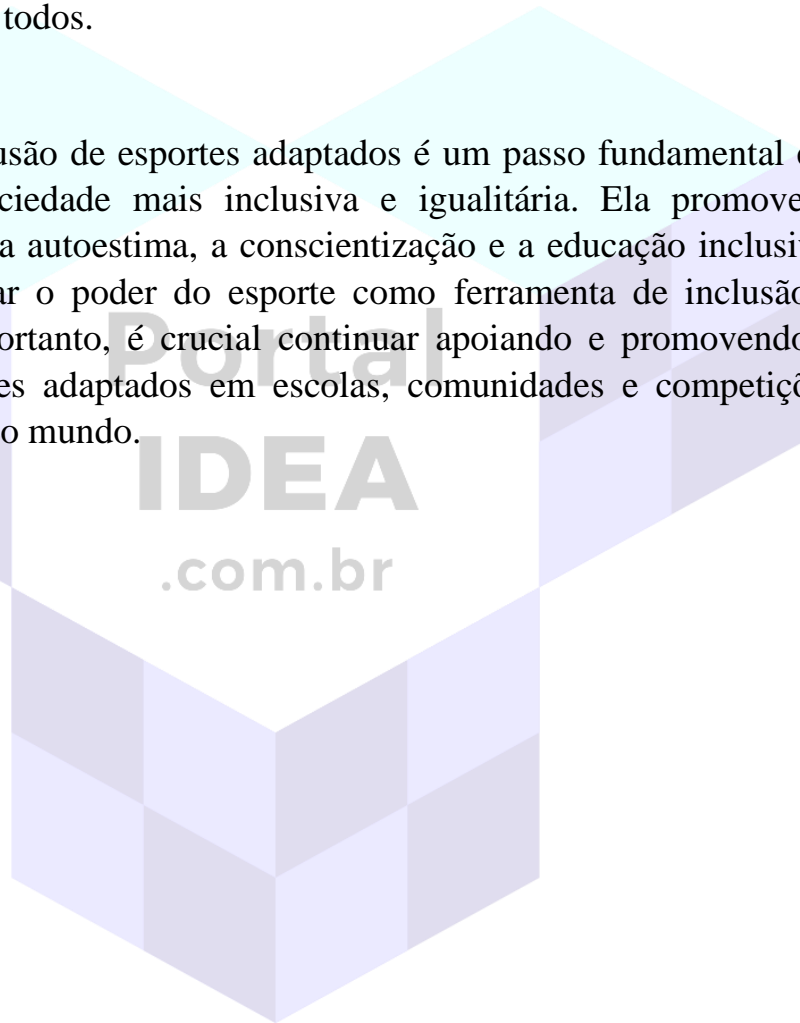 todos.
usão de esportes adaptados é um passo fundamental
ciedade mais inclusiva e igualitária. Ela promove
a autoestima, a conscientização e a educação inclusi
ar o poder do esporte como ferramenta de inclusão
ortanto, é crucial continuar apoiando e promovendo
es adaptados em escolas, comunidades e competiçõ
o mundo.
Portal
IDEA
.com.br